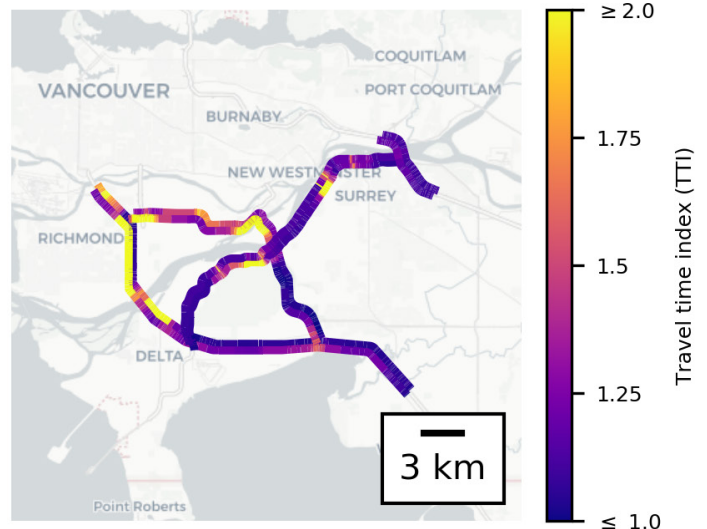 COQUITLAM
VANCOUVER
PORT COQUITLAM
BURNABY
NEW WESTMINSTER
SURREY
RICHMOND
DELTA
Point Roberts
3 km
≥ 2.0
1.75
1.5
1.25
≤ 1.0
Travel time index (TTI)